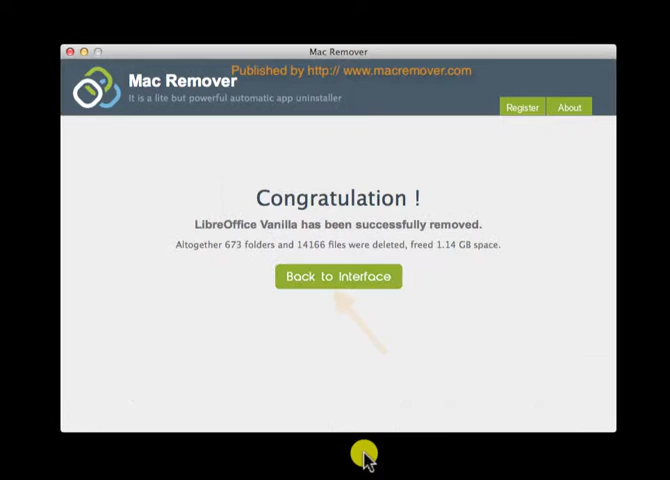 Mac Remover
Published by http:// www.macremover.com
Mac Remover
It is a lite but powerful automatic app uninstaller
Register
About
Congratulation !
LibreOffice Vanilla has been successfully removed.
Altogether 673 folders and 14166 files were deleted, freed 1.14 GB space.
Back to Interface